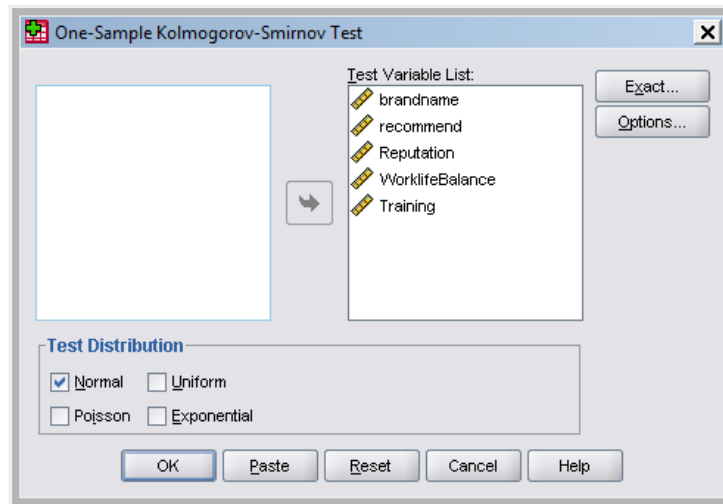 One-Sample Kolmogorov-Smirnov Test
Test Variable List:
brandname
recommend
Reputation
WorklifeBalance
Training
Exact...
Options...
Test Distribution
Normal
Uniform
Poisson
Exponential
OK
Paste
Reset
Cancel
Help